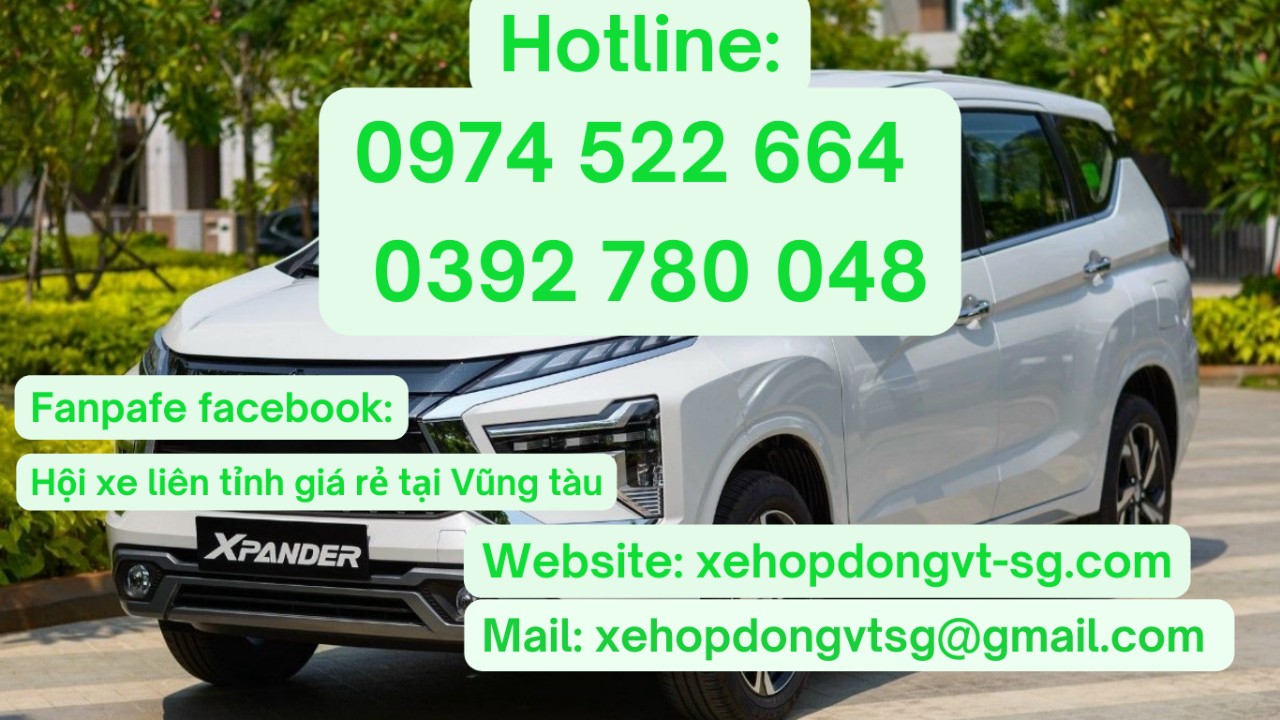 Hotline:
0974 522 664
0392 780 048
Fanpafe facebook:
Hội xe liên tỉnh giá rẻ tại Vũng tàu
XPANDER
Website: xehopdongvt-sg.com
Mail: xehopdongvtsg@gmail.com